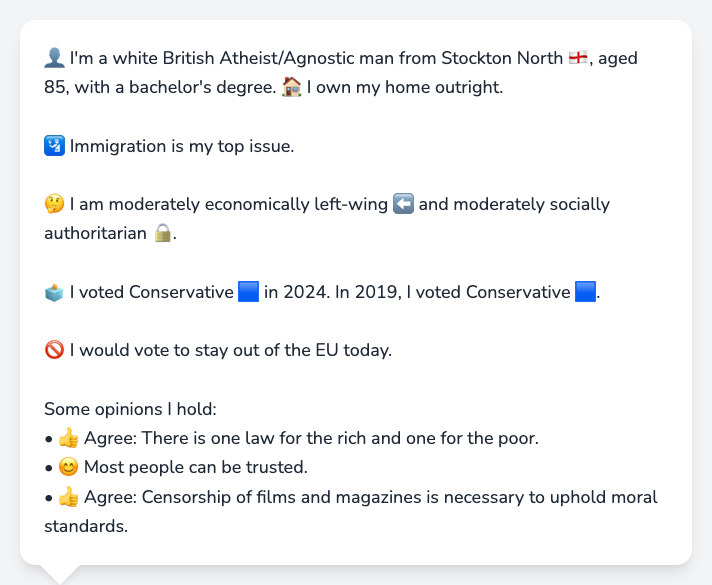 👤 I'm a white British Atheist/Agnostic man from Stockton North 🏴󠁧󠁢󠁥󠁮󠁧󠁿, aged
85, with a bachelor's degree. 🏠 I own my home outright.
🛂 Immigration is my top issue.
🤔 I am moderately economically left-wing ⬅️ and moderately socially
authoritarian 🔒.
🗳️ I voted Conservative 🟦 in 2024. In 2019, I voted Conservative 🟦.
🚫 I would vote to stay out of the EU today.
Some opinions I hold:
• 👍 Agree: There is one law for the rich and one for the poor.
• 😊 Most people can be trusted.
• 👍 Agree: Censorship of films and magazines is necessary to uphold moral
standards.